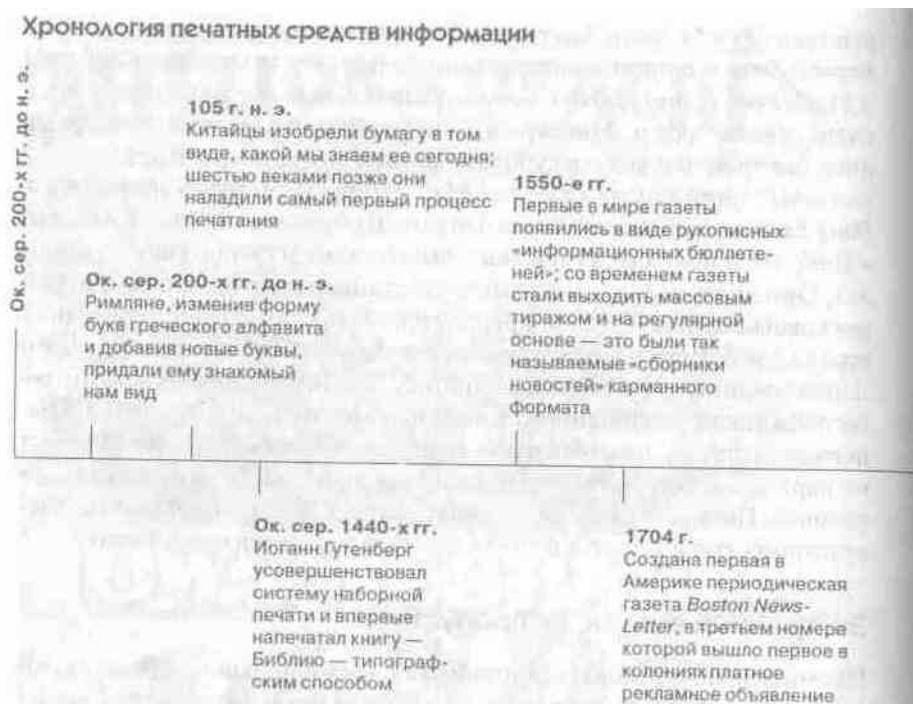 Хронология печатных средств информации
Ок. сер. 200-х гг. до н. э.
105 г. н. э.
Китайцы изобрели бумагу в том
виде, какой мы знаем ее сегодня;
шестью веками позже они
наладили самый первый процесс
печатания
Ок. сер. 200-х гг. до н. э.
Римляне, изменив форму
букв греческого алфавита
и добавив новые буквы,
придали ему знакомый
нам вид
1550-е гг.
Первые в мире газеты
появились в виде рукописных
«информационных бюллете-
ней»; со временем газеты
стали выходить массовым
тиражом и на регулярной
основе — это были так
называемые «сборники
новостей» карманного
формата
Ок. сер. 1440-х гг.
Иоганн Гутенберг
усовершенствовал
систему наборной
печати и впервые
напечатал книгу —
Библию — типограф-
ским способом
1704 г.
Создана первая в
Америке периодическая
газета Boston News-
Letter, в третьем номере
которой вышло первое в
колониях платное
рекламное объявление